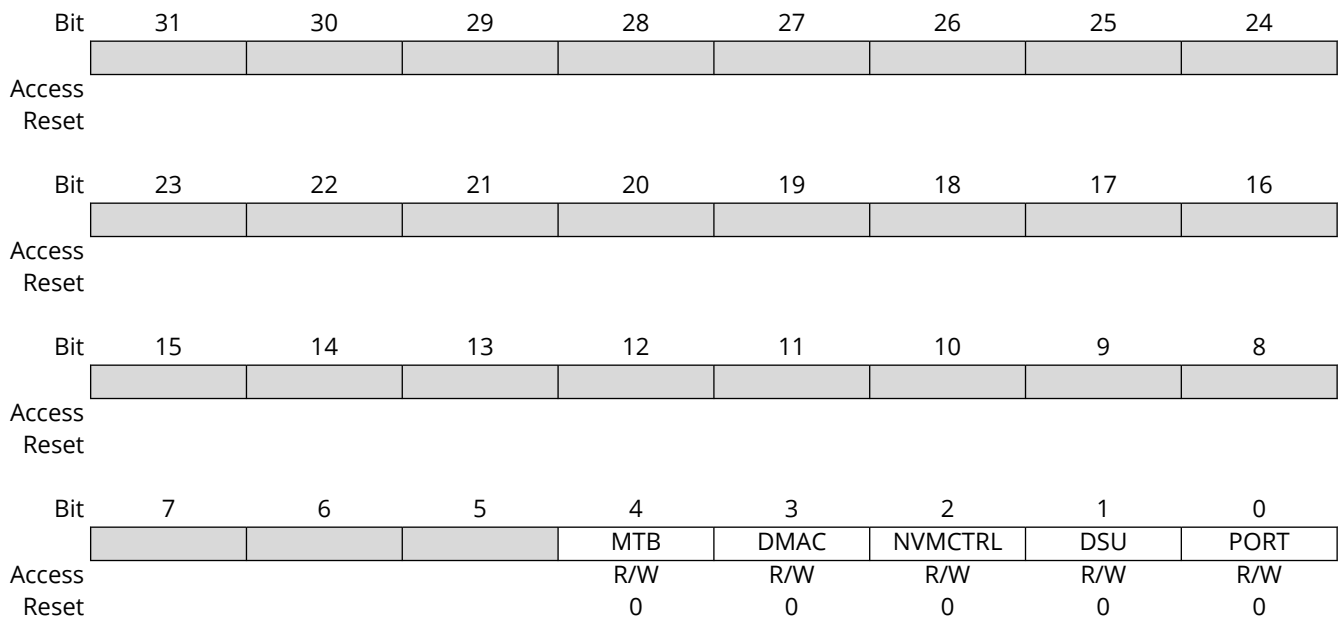 Bit 31 30 29 28 27 26 25 24
Access
Reset
Bit 23 22 21 20 19 18 17 16
Access
Reset
Bit 15 14 13 12 11 10 9 8
Access
Reset
Bit 7 6 5 4 3 2 1 0
MTB DMAC NVMCTRL DSU PORT
Access R/W R/W R/W R/W R/W
Reset 0 0 0 0 0